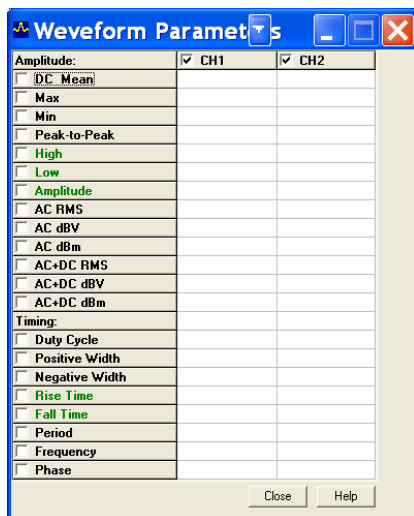 Weveform Paramet s
Amplitude: CH1 CH2
DC Mean
Max
Min
Peak-to-Peak
High
Low
Amplitude
AC RMS
AC dBV
AC dBm
AC+DC RMS
AC+DC dBV
AC+DC dBm
Timing:
Duty Cycle
Positive Width
Negative Width
Rise Time
Fall Time
Period
Frequency
Phase
Close Help